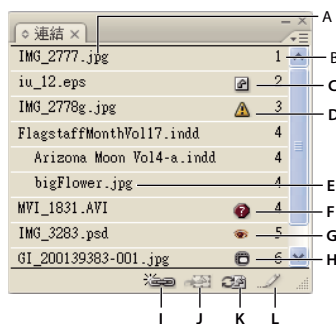 A
連結
IMG_2777.jpg 1 B
iu_12.eps 2 C
IMG_2778g.jpg 3 D
FlagstaffMonthVol17.indd 4
Arizona Moon Vol4-a.indd 4
bigFlower.jpg 4 E
MVI_1831.AVI 4 F
IMG_3283.psd 5 G
GI_200139383-001.jpg 6 H
I J K L